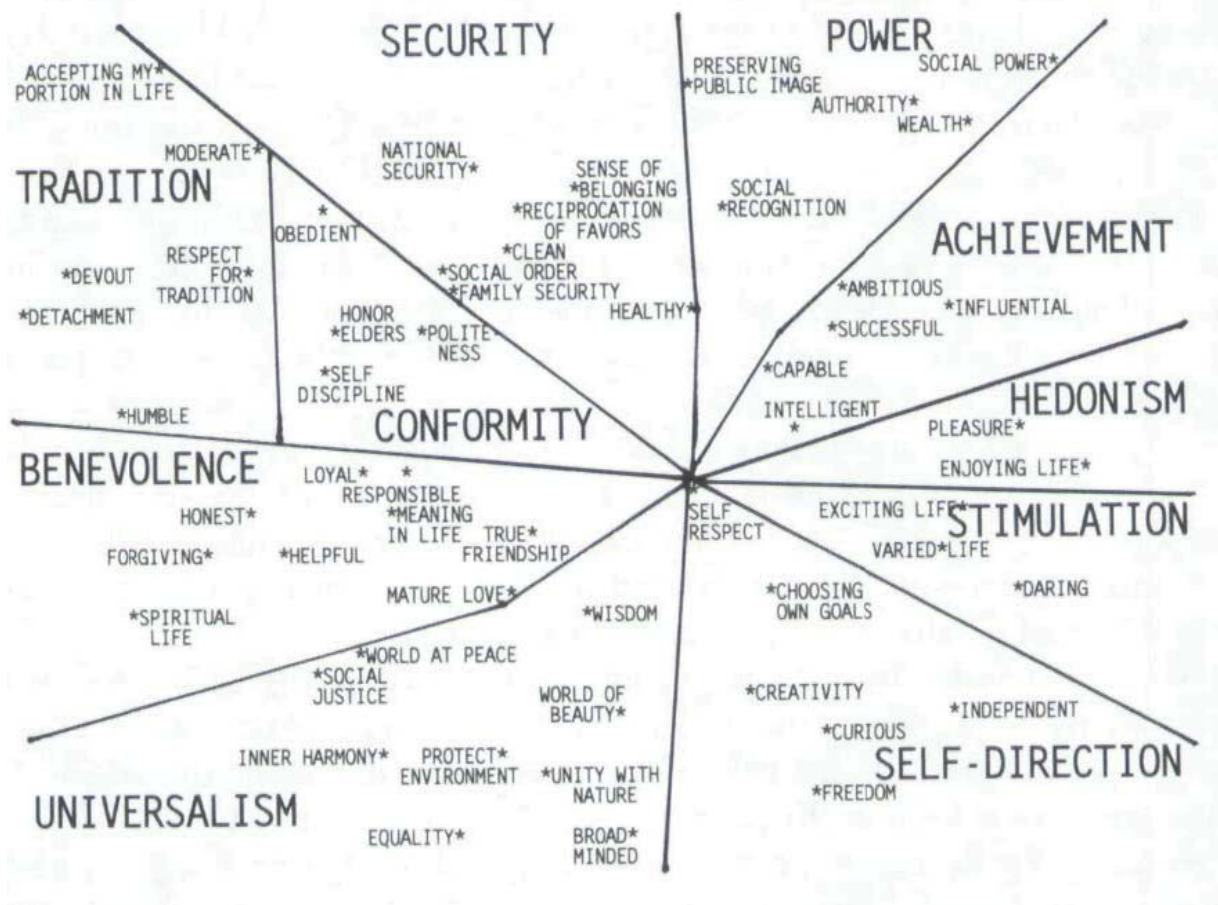 SECURITY
POWER
ACCEPTING MY*
PORTION IN LIFE
PRESERVING
*PUBLIC IMAGE
SOCIAL POWER*
AUTHORITY*
WEALTH*
MODERATE*
TRADITION
NATIONAL
SECURITY*
SENSE OF
*BELONGING
*RECIPROCATION
OF FAVORS
SOCIAL
*RECOGNITION
*
OBEDIENT
*CLEAN
*SOCIAL ORDER
*FAMILY SECURITY
HEALTHY*
ACHIEVEMENT
*DEVOUT
RESPECT
FOR*
TRADITION
*DETACHMENT
HONOR
*ELDERS
*POLITE-
NESS
*SELF
DISCIPLINE
*AMBITIOUS
*INFLUENTIAL
*SUCCESSFUL
*CAPABLE
INTELLIGENT
*
HEDONISM
PLEASURE*
ENJOYING LIFE*
*HUMBLE
CONFORMITY
BENEVOLENCE
LOYAL*
*
RESPONSIBLE
*MEANING
IN LIFE
HONEST*
TRUE*
FRIENDSHIP
FORGIVING*
*HELPFUL
MATURE LOVE*
*SPIRITUAL
LIFE
*
SELF
RESPECT
EXCITING LIFE*
STIMULATION
VARIED*LIFE
*DARING
*CHOOSING
OWN GOALS
*WISDOM
*WORLD AT PEACE
*SOCIAL
JUSTICE
WORLD OF
BEAUTY*
*CREATIVITY
*INDEPENDENT
*CURIOUS
SELF-DIRECTION
*FREEDOM
INNER HARMONY*
PROTECT*
ENVIRONMENT
*UNITY WITH
NATURE
UNIVERSALISM
EQUALITY*
BROAD*
MINDED